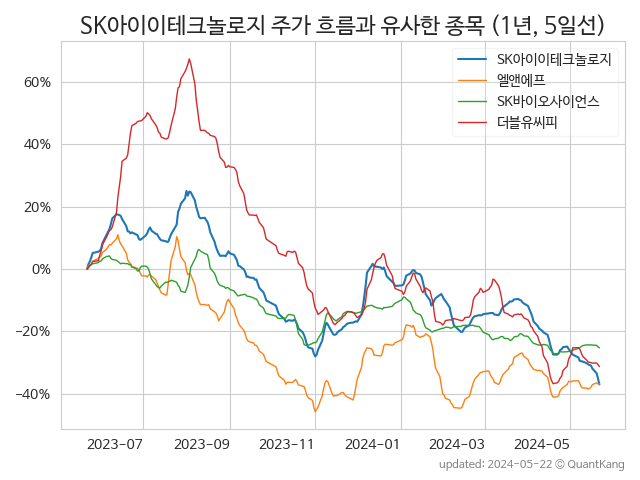 SK아이이테크놀로지 주가 흐름과 유사한 종목 (1년, 5일선)
SK아이이테크놀로지
엘앤에프
SK바이오사이언스
더블유씨피
60%
40%
20%
0%
−20%
−40%
2023-07
2023-09
2023-11
2024-01
2024-03
2024-05
updated: 2024-05-22 © QuantKang